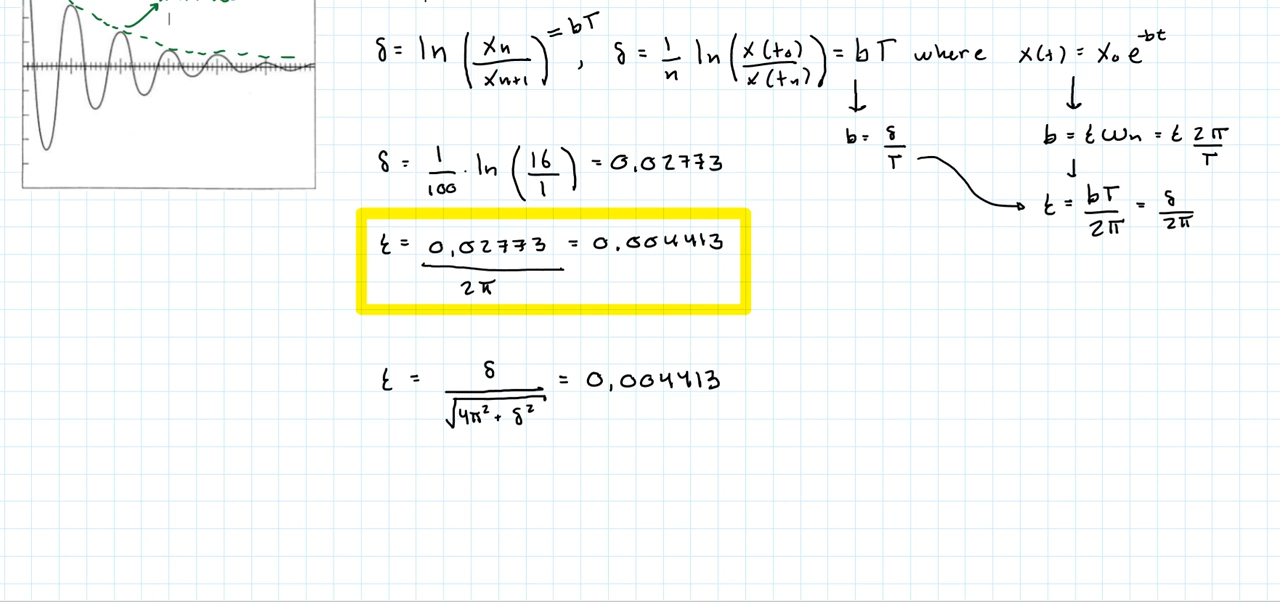 δ = ln (xn / xn+1) = bT , δ = 1/n ln (x(t0) / x(tn)) = bT where x(t) = x0 e^-bt
↓ ↓
b = δ/T b = ξ ωn = ξ 2π/T
δ = 1/100 · ln (16/1) = 0,02773
↓
→ ξ = bT/2π = δ/2π
ξ = 0,02773 / 2π = 0.004413
ξ = δ / √(4π² + δ²) = 0,004413